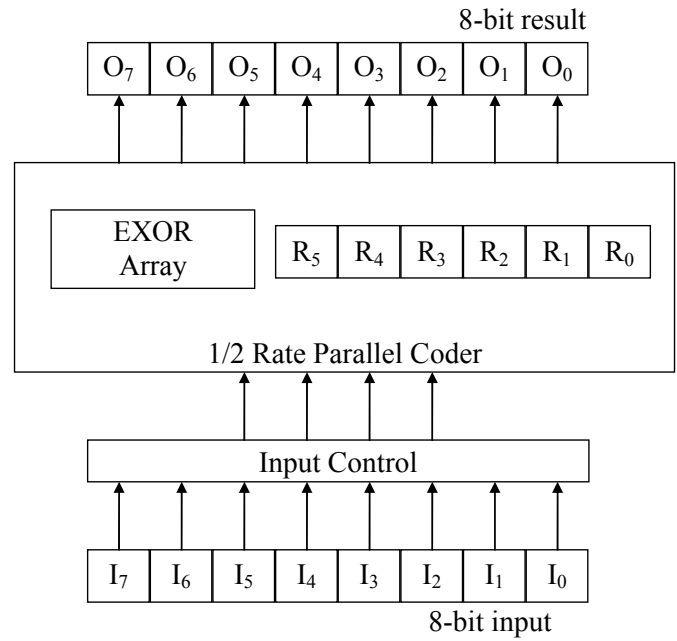 8-bit result
O₇ O₆ O₅ O₄ O₃ O₂ O₁ O₀
EXOR
Array
R₅ R₄ R₃ R₂ R₁ R₀
1/2 Rate Parallel Coder
Input Control
I₇ I₆ I₅ I₄ I₃ I₂ I₁ I₀
8-bit input